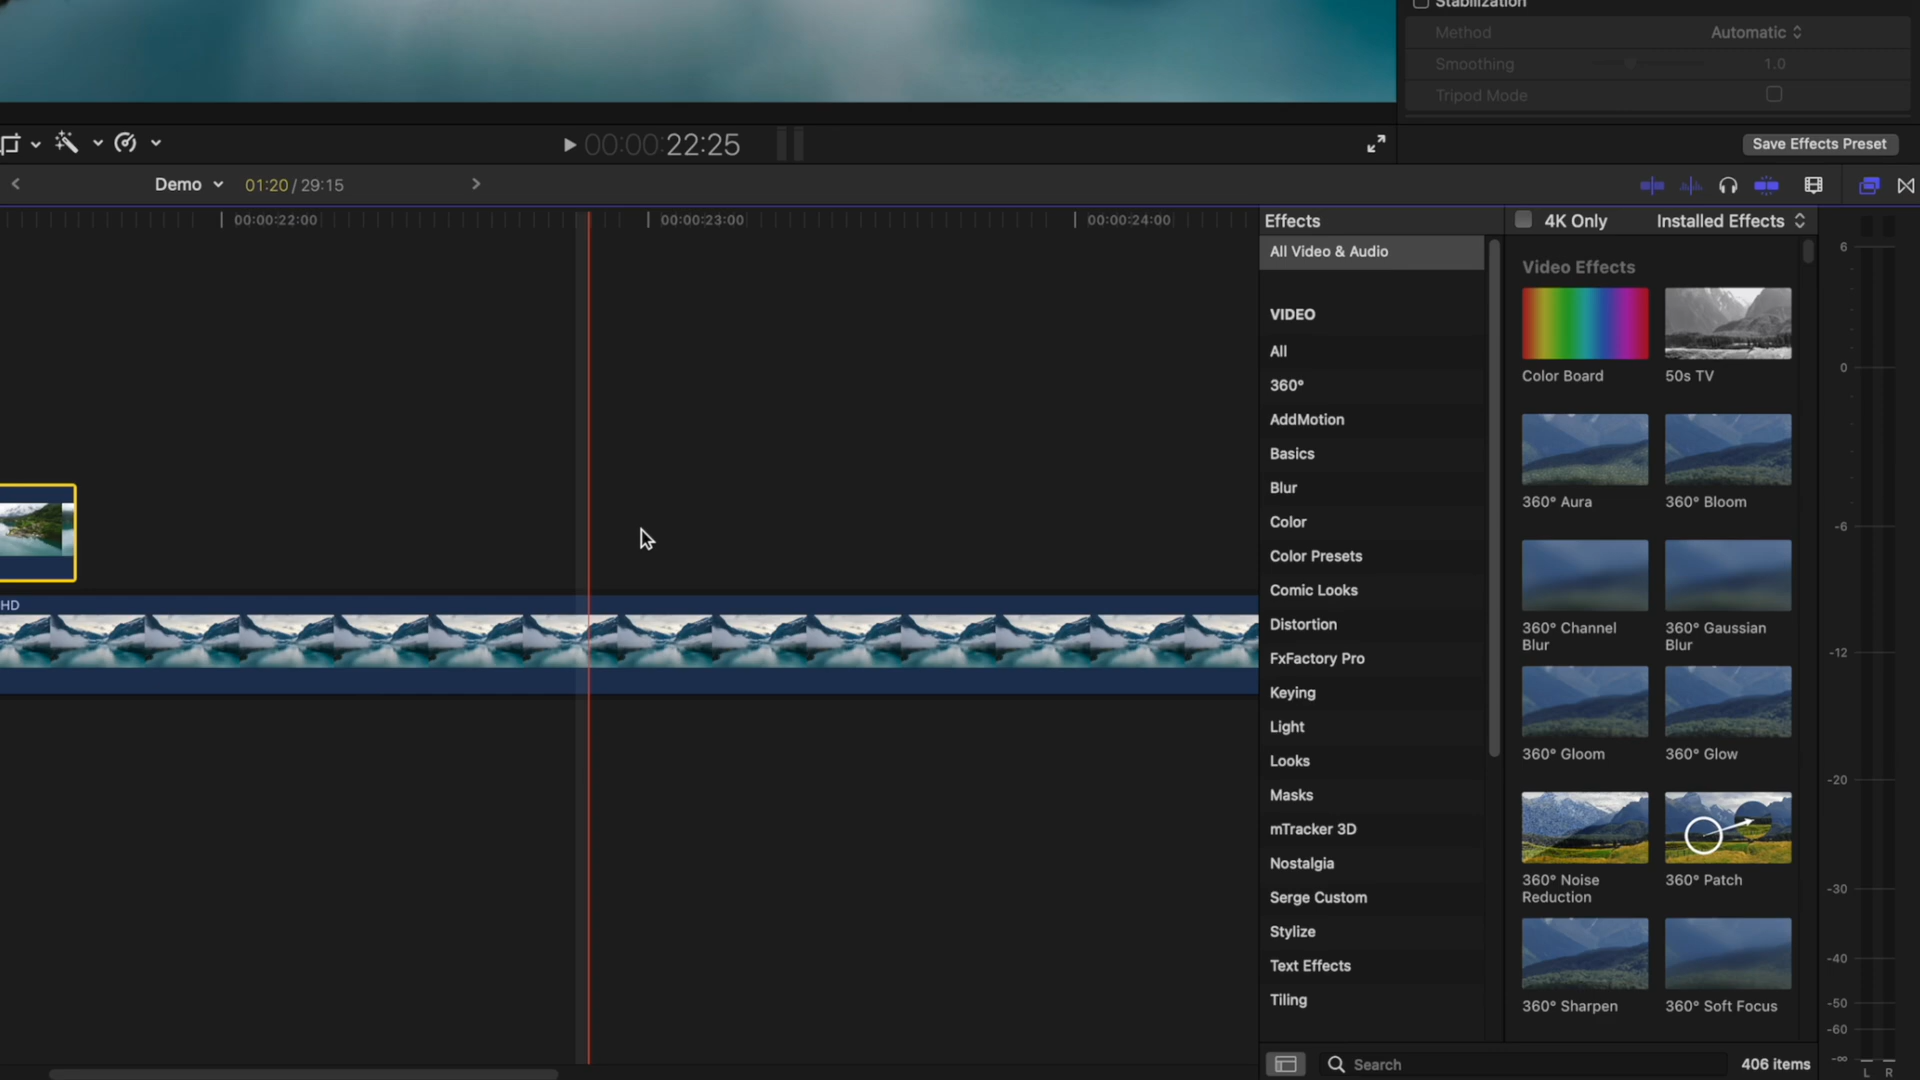 Stabilization
Method Automatic
Smoothing 1.0
Tripod Mode
00:00:22:25
Save Effects Preset
Demo 01:20 / 29:15
00:00:22:00 00:00:23:00 00:00:24:00
HD
Effects
All Video & Audio
VIDEO
All
360°
AddMotion
Basics
Blur
Color
Color Presets
Comic Looks
Distortion
FxFactory Pro
Keying
Light
Looks
Masks
mTracker 3D
Nostalgia
Serge Custom
Stylize
Text Effects
Tiling
4K Only Installed Effects
Video Effects
Color Board 50s TV
360° Aura 360° Bloom
360° Channel
Blur
360° Gaussian
Blur
360° Gloom 360° Glow
360° Noise
Reduction
360° Patch
360° Sharpen 360° Soft Focus
Search 406 items
6
0
-6
-12
-20
-30
-40
-50
-60
-∞
L R